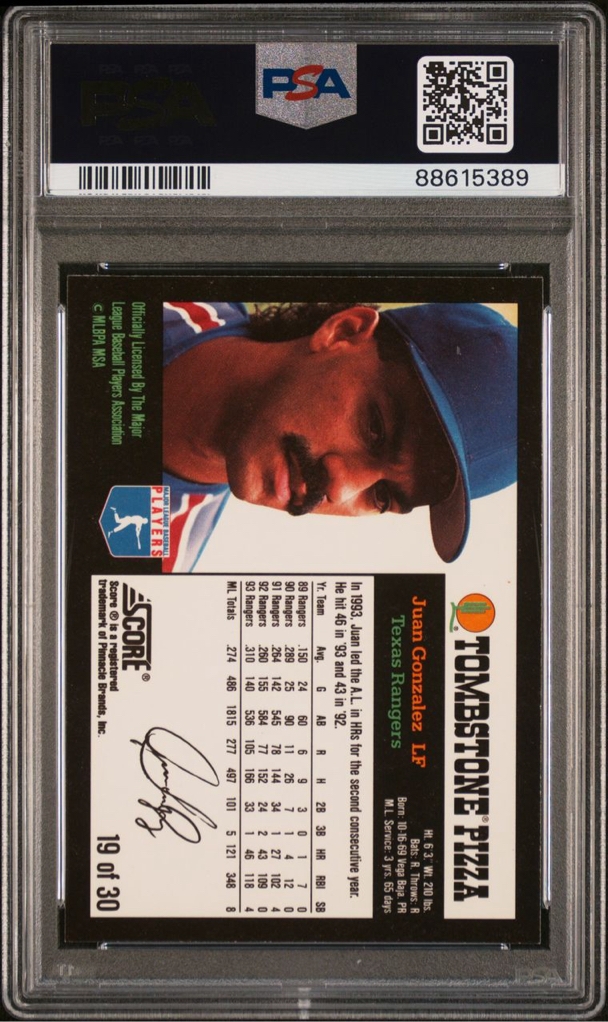 PSA
88615389
TOMBSTONE® PIZZA
Juan Gonzalez LF
Texas Rangers
Ht. 6'3" Wt. 210 lbs.
Bats: R Throws: R
Born: 10-16-69 Vega Baja, PR
M.L. Service: 3 yrs. 65 days
In 1993, Juan led the A.L. in HRs for the second consecutive year.
He hit 46 in '93 and 43 in '92.
Yr. Team Avg. G AB R H 2B 3B HR RBI SB
89 Rangers .150 24 60 6 9 3 0 1 7 0
90 Rangers .289 25 90 11 26 7 1 4 12 0
91 Rangers .264 142 545 78 144 34 1 27 102 4
92 Rangers .260 155 584 77 152 24 2 43 109 0
93 Rangers .310 140 536 105 166 33 1 46 118 4
ML Totals .274 486 1815 277 497 101 5 121 348 8
SCORE®
Score ® is a registered
trademark of Pinnacle Brands, Inc.
19 of 30
MAJOR LEAGUE BASEBALL
PLAYERS
Officially Licensed By The Major
League Baseball Players Association
© MLBPA MSA